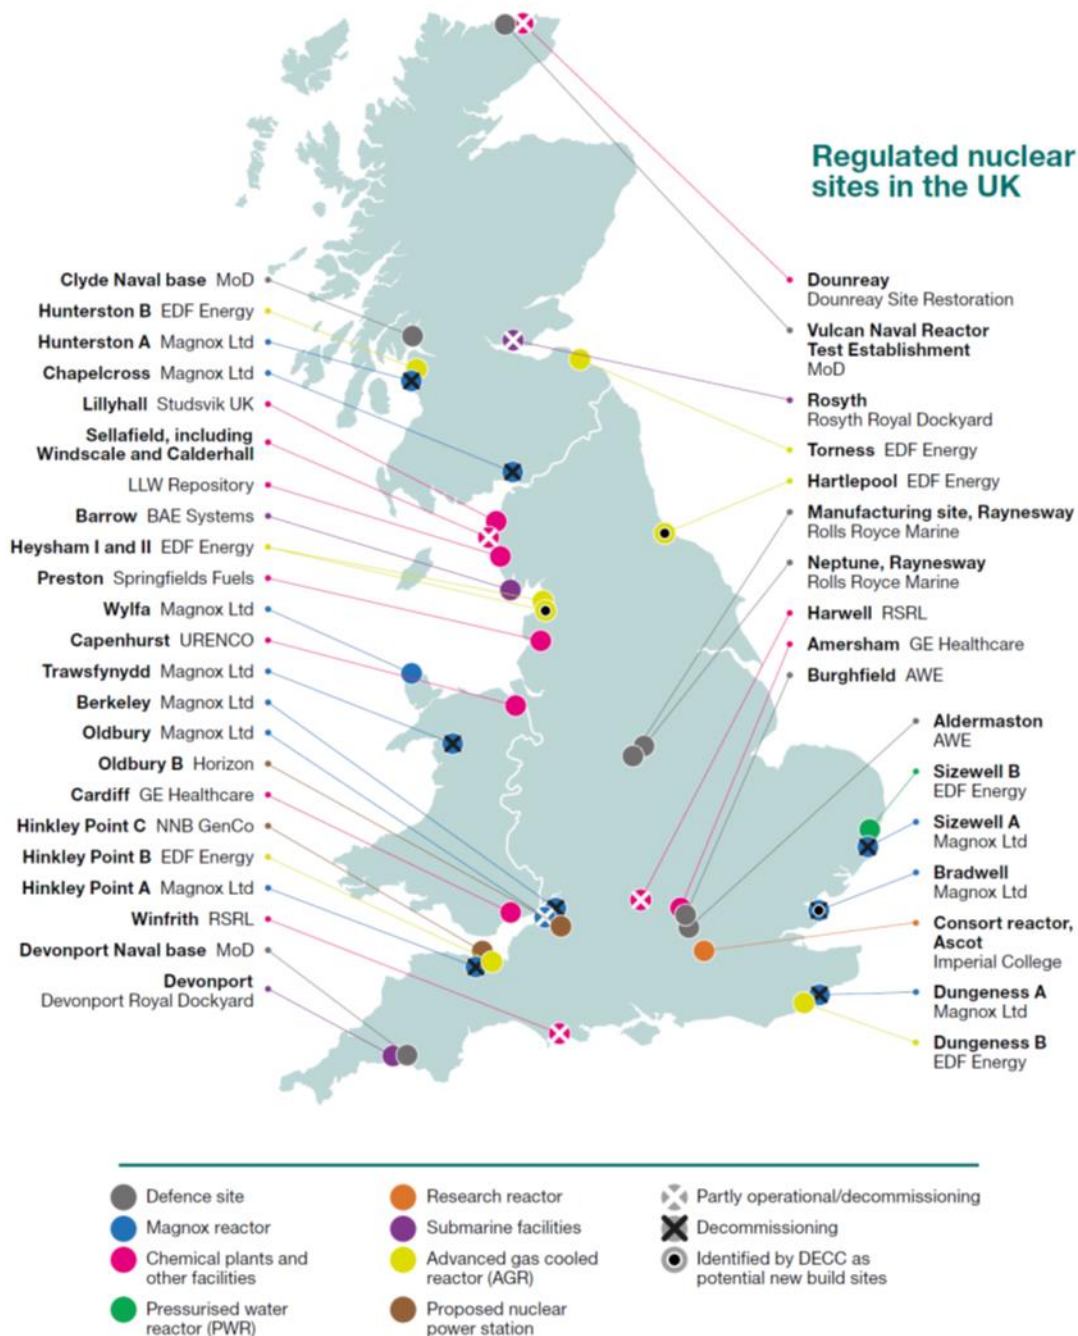 Regulated nuclear
sites in the UK
Clyde Naval base MoD
Hunterston B EDF Energy
Hunterston A Magnox Ltd
Chapelcross Magnox Ltd
Lillyhall Studsvik UK
Sellafield, including
Windscale and Calderhall
LLW Repository
Barrow BAE Systems
Heysham I and II EDF Energy
Preston Springfields Fuels
Wylfa Magnox Ltd
Capenhurst URENCO
Trawsfynydd Magnox Ltd
Berkeley Magnox Ltd
Oldbury Magnox Ltd
Oldbury B Horizon
Cardiff GE Healthcare
Hinkley Point C NNB GenCo
Hinkley Point B EDF Energy
Hinkley Point A Magnox Ltd
Winfrith RSRL
Devonport Naval base MoD
Devonport
Devonport Royal Dockyard
Dounreay
Dounreay Site Restoration
Vulcan Naval Reactor
Test Establishment
MoD
Rosyth
Rosyth Royal Dockyard
Torness EDF Energy
Hartlepool EDF Energy
Manufacturing site, Raynesway
Rolls Royce Marine
Neptune, Raynesway
Rolls Royce Marine
Harwell RSRL
Amersham GE Healthcare
Burghfield AWE
Aldermaston
AWE
Sizewell B
EDF Energy
Sizewell A
Magnox Ltd
Bradwell
Magnox Ltd
Consort reactor,
Ascot
Imperial College
Dungeness A
Magnox Ltd
Dungeness B
EDF Energy
Defence site
Magnox reactor
Chemical plants and
other facilities
Pressurised water
reactor (PWR)
Research reactor
Submarine facilities
Advanced gas cooled
reactor (AGR)
Proposed nuclear
power station
Partly operational/decommissioning
Decommissioning
Identified by DECC as
potential new build sites